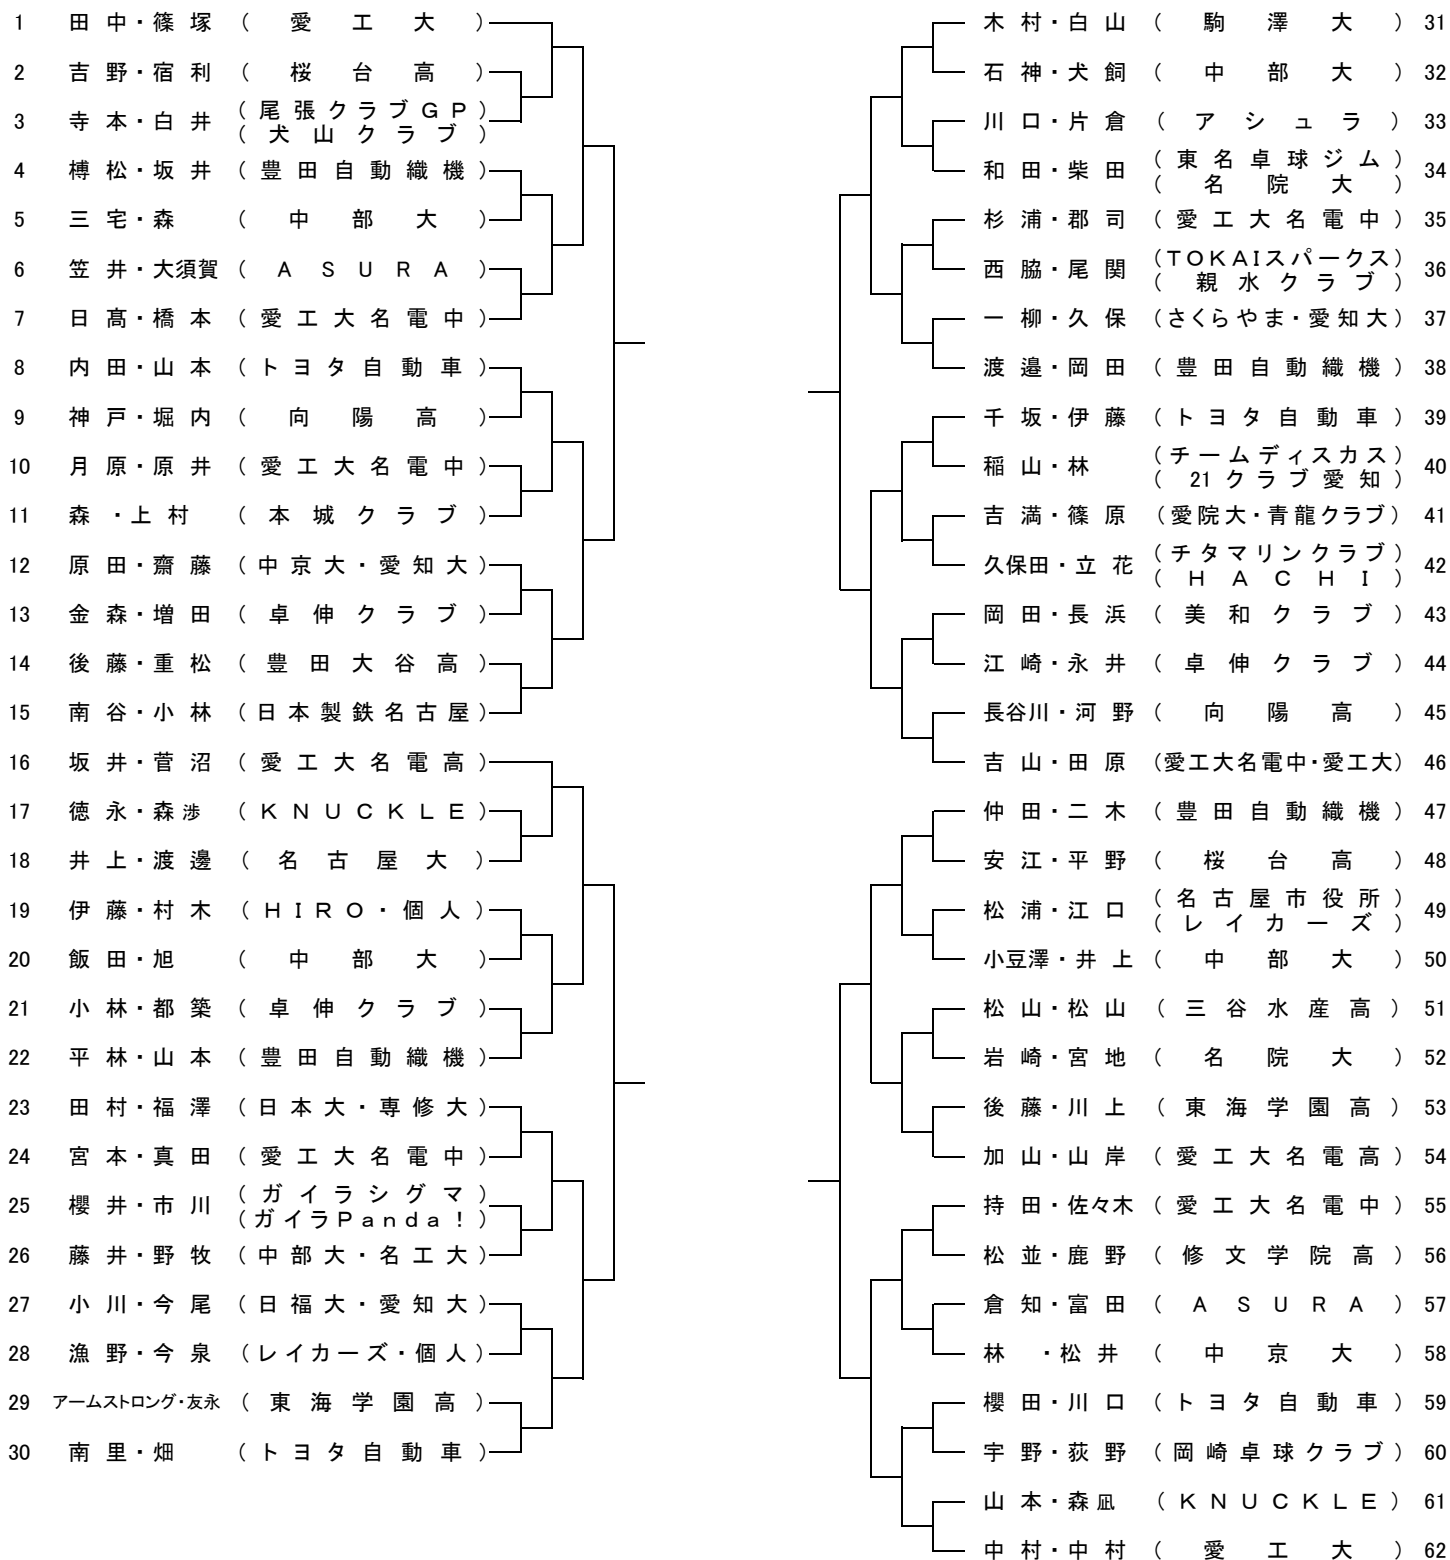 1 田中・篠塚 (愛工大)
2 吉野・宿利 (桜台高)
3 寺本・白井 (尾張クラブGP)
(犬山クラブ)
4 榑松・坂井 (豊田自動織機)
5 三宅・森 (中部大)
6 笠井・大須賀 (ASURA)
7 日髙・橋本 (愛工大名電中)
8 内田・山本 (トヨタ自動車)
9 神戸・堀内 (向陽高)
10 月原・原井 (愛工大名電中)
11 森・上村 (本城クラブ)
12 原田・齋藤 (中京大・愛知大)
13 金森・増田 (卓伸クラブ)
14 後藤・重松 (豊田大谷高)
15 南谷・小林 (日本製鉄名古屋)
16 坂井・菅沼 (愛工大名電高)
17 徳永・森渉 (KNUCKLE)
18 井上・渡邊 (名古屋大)
19 伊藤・村木 (HIRO・個人)
20 飯田・旭 (中部大)
21 小林・都築 (卓伸クラブ)
22 平林・山本 (豊田自動織機)
23 田村・福澤 (日本大・専修大)
24 宮本・真田 (愛工大名電中)
25 櫻井・市川 (ガイラシグマ)
(ガイラPanda!)
26 藤井・野牧 (中部大・名工大)
27 小川・今尾 (日福大・愛知大)
28 漁野・今泉 (レイカーズ・個人)
29 アームストロング・友永 (東海学園高)
30 南里・畑 (トヨタ自動車)
木村・白山 (駒澤大) 31
石神・犬飼 (中部大) 32
川口・片倉 (アシュラ) 33
和田・柴田 (東名卓球ジム) 34
(名院大)
杉浦・郡司 (愛工大名電中) 35
西脇・尾関 (TOKAIスパークス) 36
(親水クラブ)
一柳・久保 (さくらやま・愛知大) 37
渡邉・岡田 (豊田自動織機) 38
千坂・伊藤 (トヨタ自動車) 39
稲山・林 (チームディスカス) 40
(21クラブ愛知)
吉満・篠原 (愛院大・青龍クラブ) 41
久保田・立花 (チタマリンクラブ) 42
(HACHI)
岡田・長浜 (美和クラブ) 43
江崎・永井 (卓伸クラブ) 44
長谷川・河野 (向陽高) 45
吉山・田原 (愛工大名電中・愛工大) 46
仲田・二木 (豊田自動織機) 47
安江・平野 (桜台高) 48
松浦・江口 (名古屋市役所) 49
(レイカーズ)
小豆澤・井上 (中部大) 50
松山・松山 (三谷水産高) 51
岩崎・宮地 (名院大) 52
後藤・川上 (東海学園高) 53
加山・山岸 (愛工大名電高) 54
持田・佐々木 (愛工大名電中) 55
松並・鹿野 (修文学院高) 56
倉知・富田 (ASURA) 57
林・松井 (中京大) 58
櫻田・川口 (トヨタ自動車) 59
宇野・荻野 (岡崎卓球クラブ) 60
山本・森凪 (KNUCKLE) 61
中村・中村 (愛工大) 62